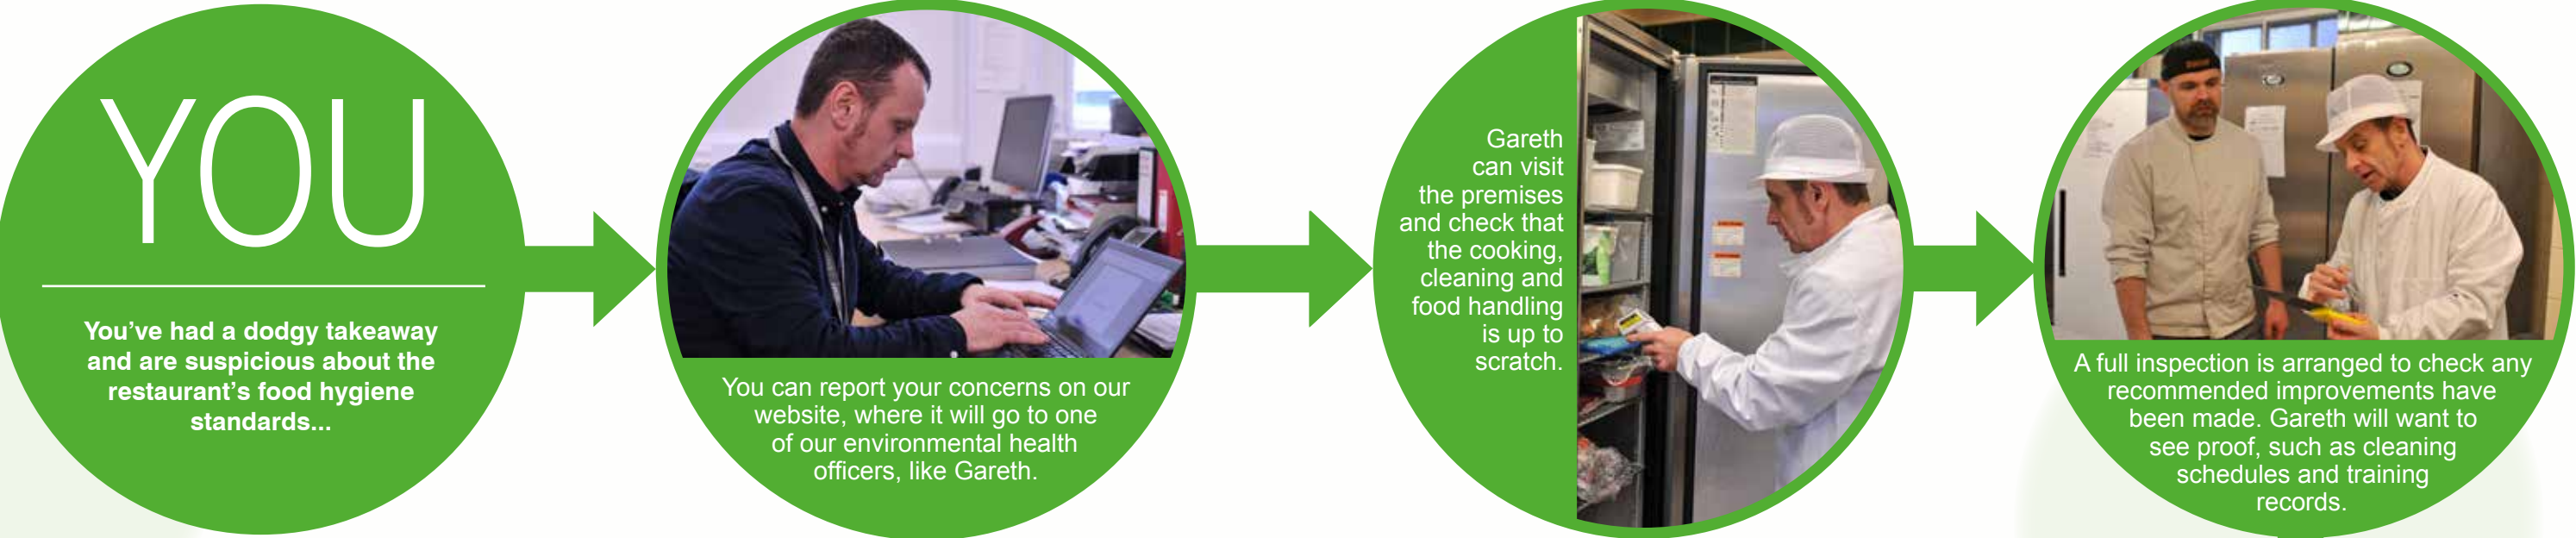 YOU
You’ve had a dodgy takeaway
and are suspicious about the
restaurant’s food hygiene
standards...
You can report your concerns on our
website, where it will go to one
of our environmental health
officers, like Gareth.
Gareth
can visit
the premises
and check that
the cooking,
cleaning and
food handling
is up to
scratch.
A full inspection is arranged to check any
recommended improvements have
been made. Gareth will want to
see proof, such as cleaning
schedules and training
records.